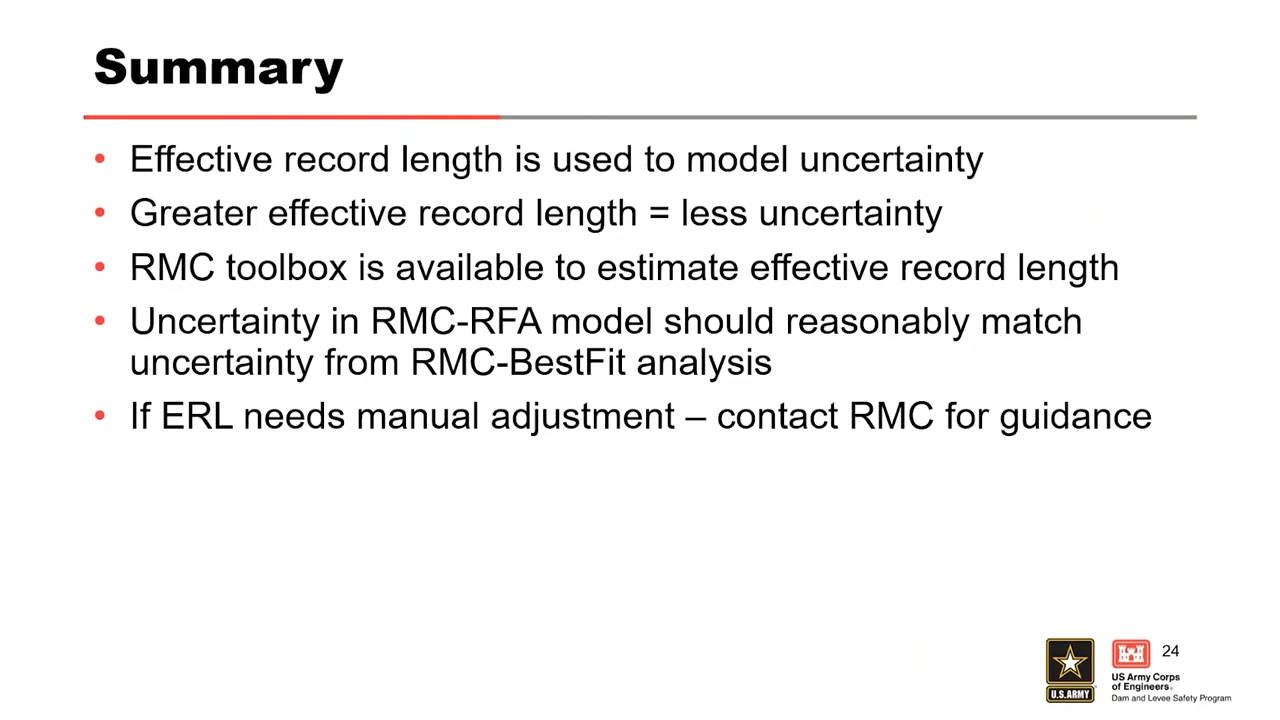 Summary
• Effective record length is used to model uncertainty
• Greater effective record length = less uncertainty
• RMC toolbox is available to estimate effective record length
• Uncertainty in RMC-RFA model should reasonably match
uncertainty from RMC-BestFit analysis
• If ERL needs manual adjustment – contact RMC for guidance
U.S.ARMY
24
US Army Corps
of Engineers®
Dam and Levee Safety Program